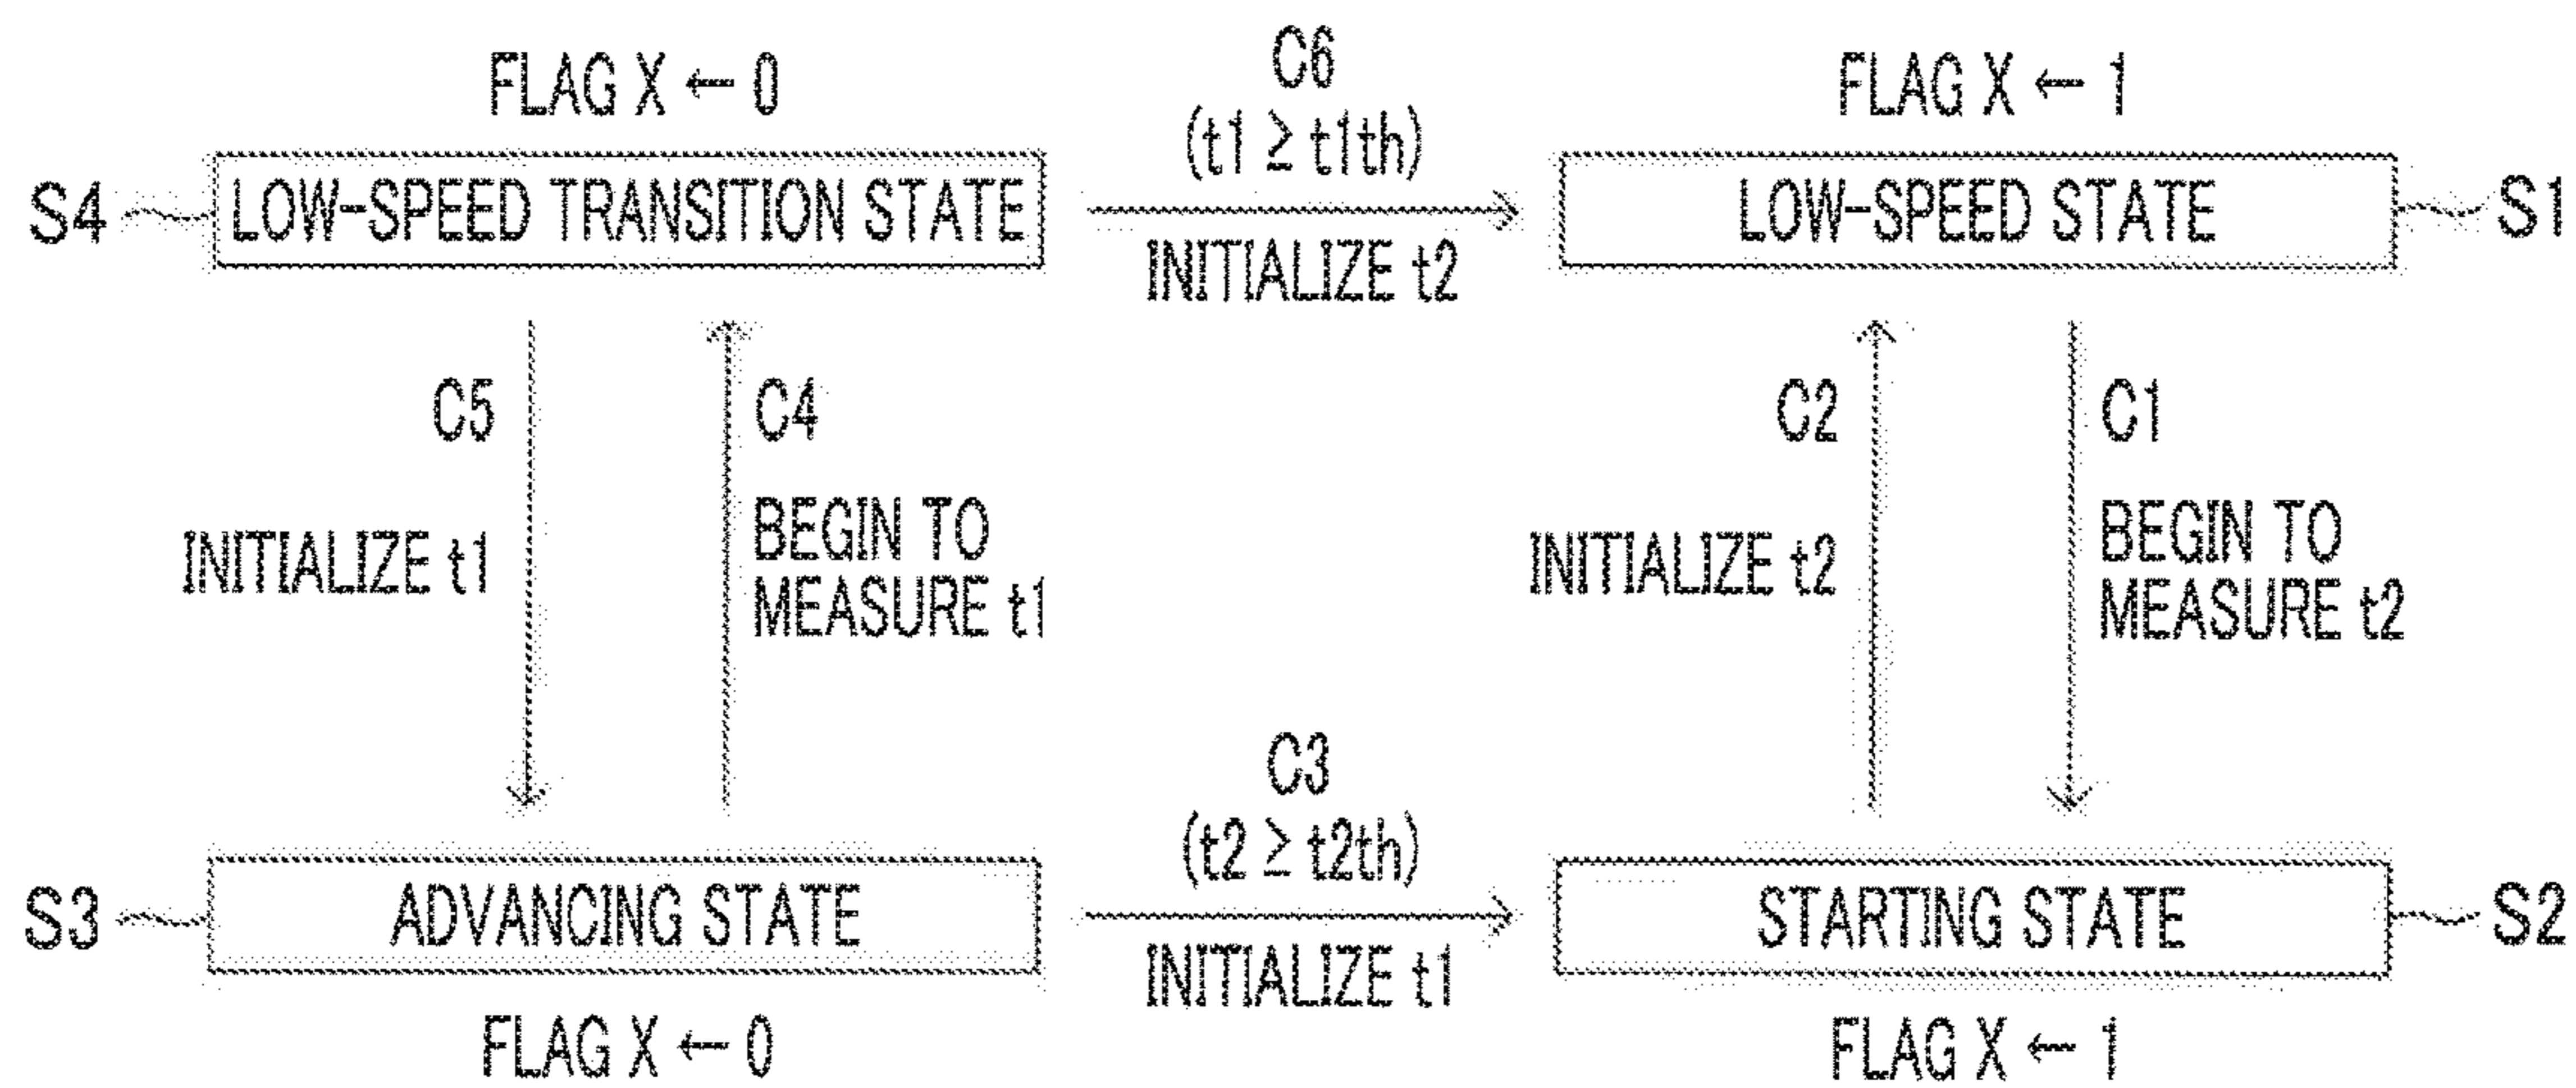 FLAG X ← 0
C6
(t1 ≥ t1th)
INITIALIZE t2
FLAG X ← 1
S4
LOW-SPEED TRANSITION STATE
LOW-SPEED STATE
S1
C5
INITIALIZE t1
C4
BEGIN TO
MEASURE t1
C2
INITIALIZE t2
C1
BEGIN TO
MEASURE t2
C3
(t2 ≥ t2th)
INITIALIZE t1
S3
ADVANCING STATE
STARTING STATE
S2
FLAG X ← 0
FLAG X ← 1